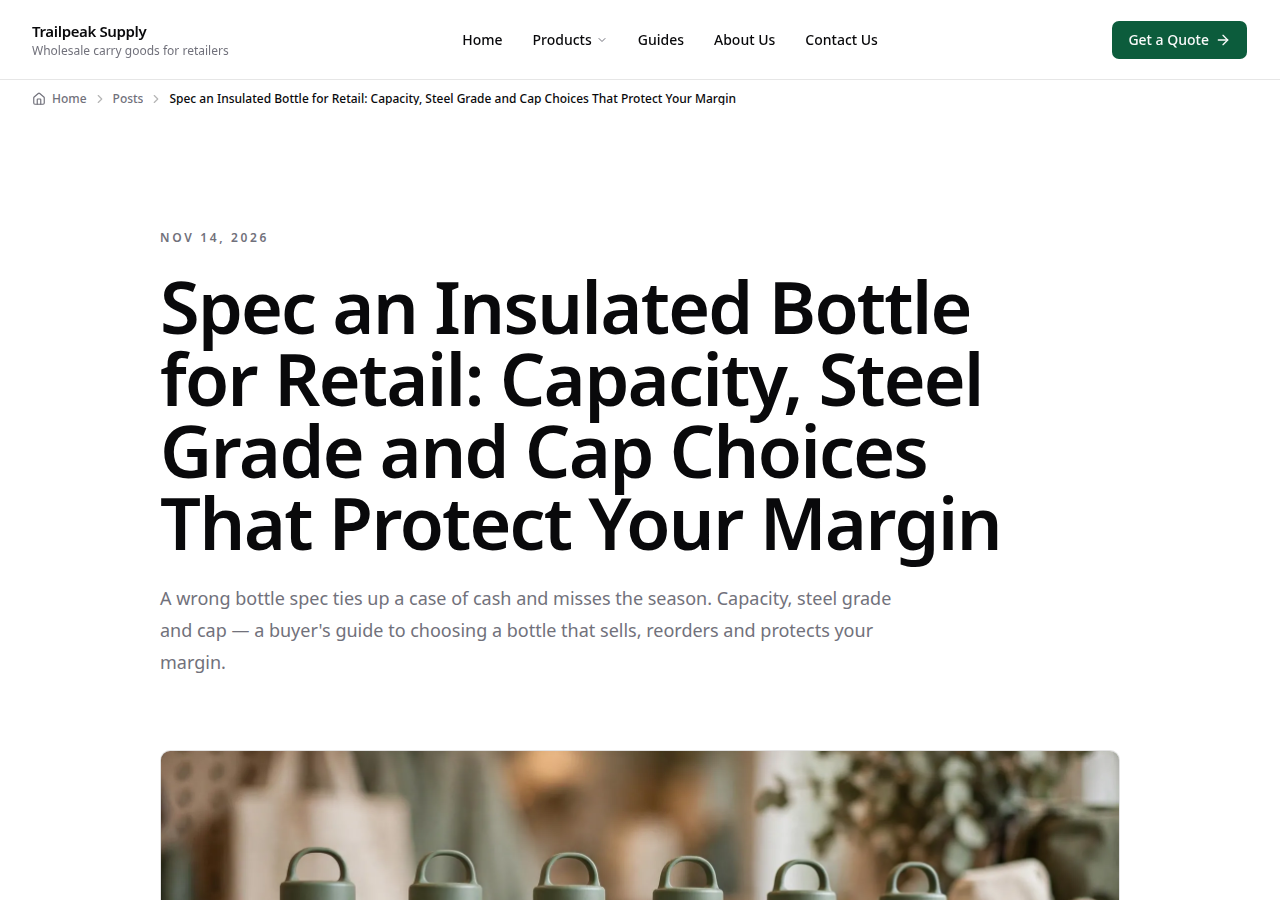 Trailpeak Supply
Wholesale carry goods for retailers
Home
Products
Guides
About Us
Contact Us
Get a Quote
Home
Posts
Spec an Insulated Bottle for Retail: Capacity, Steel Grade and Cap Choices That Protect Your Margin
NOV 14, 2026
Spec an Insulated Bottle
for Retail: Capacity, Steel
Grade and Cap Choices
That Protect Your Margin
A wrong bottle spec ties up a case of cash and misses the season. Capacity, steel grade
and cap — a buyer's guide to choosing a bottle that sells, reorders and protects your
margin.